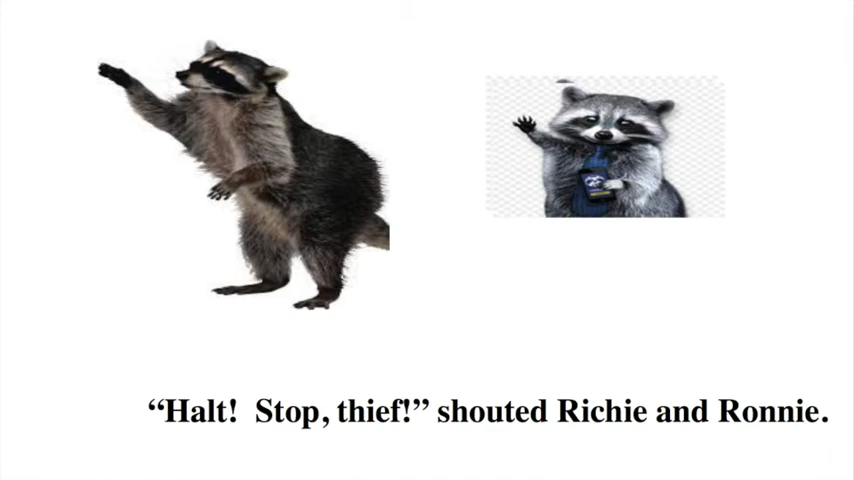 “Halt!  Stop, thief!” shouted Richie and Ronnie.